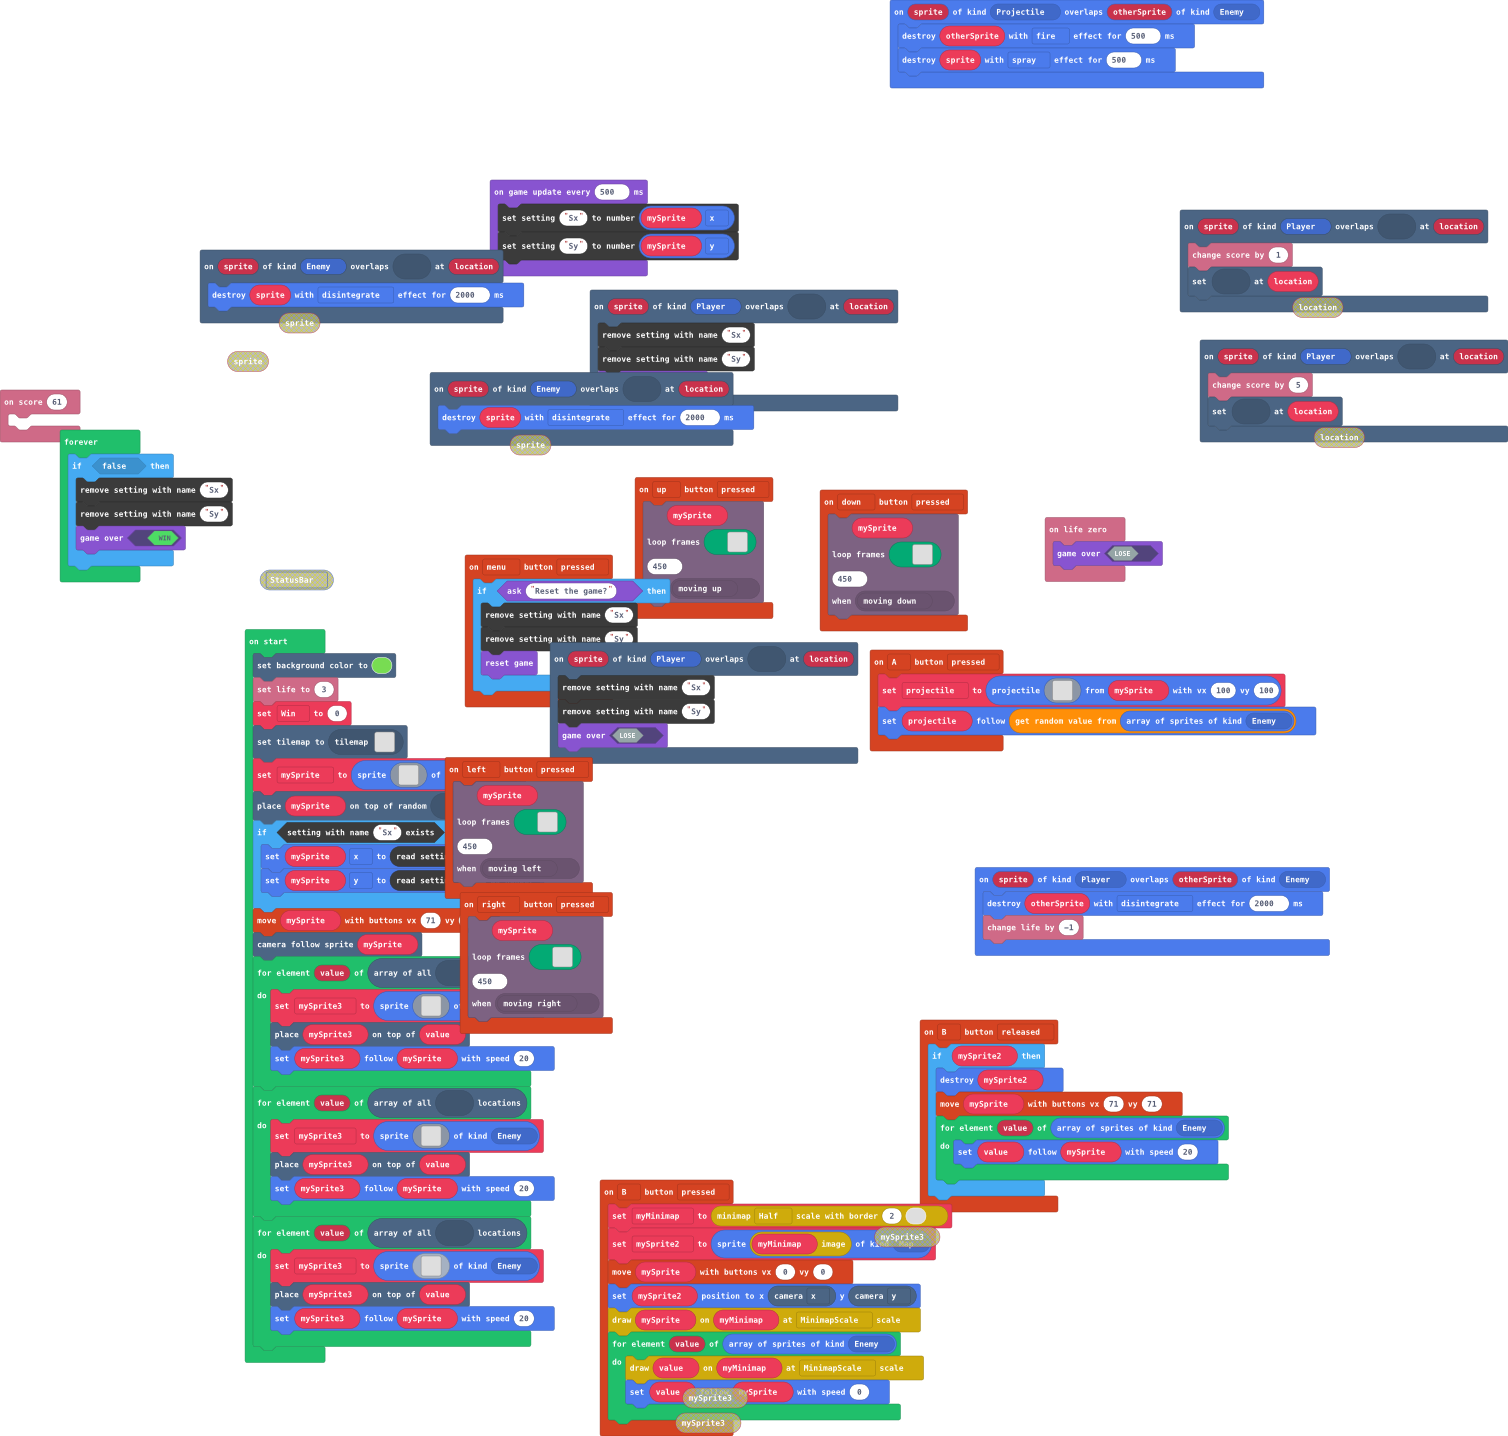 on sprite of kind Projectile overlaps otherSprite of kind Enemy
destroy otherSprite with fire effect for 500 ms
destroy sprite with spray effect for 500 ms
on game update every 500 ms
set setting "Sx" to number mySprite x
set setting "Sy" to number mySprite y
on sprite of kind Enemy overlaps at location
destroy sprite with disintegrate effect for 2000 ms
sprite
sprite
on sprite of kind Player overlaps at location
remove setting with name "Sx"
remove setting with name "Sy"
on sprite of kind Enemy overlaps at location
destroy sprite with disintegrate effect for 2000 ms
sprite
on sprite of kind Player overlaps at location
change score by 1
set at location
location
on sprite of kind Player overlaps at location
change score by 5
set at location
location
on score 61
forever
if false then
remove setting with name "Sx"
remove setting with name "Sy"
game over WIN
StatusBar
on up button pressed
mySprite
loop frames
450
moving up
on down button pressed
mySprite
loop frames
450
when moving down
on life zero
game over LOSE
on menu button pressed
if ask "Reset the game?" then
remove setting with name "Sx"
remove setting with name "Sy"
reset game
on sprite of kind Player overlaps at location
remove setting with name "Sx"
remove setting with name "Sy"
game over LOSE
on A button pressed
set projectile to projectile from mySprite with vx 100 vy 100
set projectile follow get random value from array of sprites of kind Enemy
on start
set background color to
set life to 3
set Win to 0
set tilemap to tilemap
set mySprite to sprite of
place mySprite on top of random
if setting with name "Sx" exists
set mySprite x to read setti
set mySprite y to read setti
move mySprite with buttons vx 71 vy
camera follow sprite mySprite
for element value of array of all
do
set mySprite3 to sprite
place mySprite3 on top of value
set mySprite3 follow mySprite with speed 20
for element value of array of all locations
do
set mySprite3 to sprite of kind Enemy
place mySprite3 on top of value
set mySprite3 follow mySprite with speed 20
for element value of array of all locations
do
set mySprite3 to sprite of kind Enemy
place mySprite3 on top of value
set mySprite3 follow mySprite with speed 20
on left button pressed
mySprite
loop frames
450
when moving left
on right button pressed
mySprite
loop frames
450
when moving right
on sprite of kind Player overlaps otherSprite of kind Enemy
destroy otherSprite with disintegrate effect for 2000 ms
change life by −1
on B button released
if mySprite2 then
destroy mySprite2
move mySprite with buttons vx 71 vy 71
for element value of array of sprites of kind Enemy
do
set value follow mySprite with speed 20
on B button pressed
set myMinimap to minimap Half scale with border 2
mySprite3
set mySprite2 to sprite myMinimap image of kind
move mySprite with buttons vx 0 vy 0
set mySprite2 position to x camera x y camera y
draw mySprite on myMinimap at MinimapScale scale
for element value of array of sprites of kind Enemy
do
draw value on myMinimap at MinimapScale scale
set value mySprite with speed 0
mySprite3
mySprite3